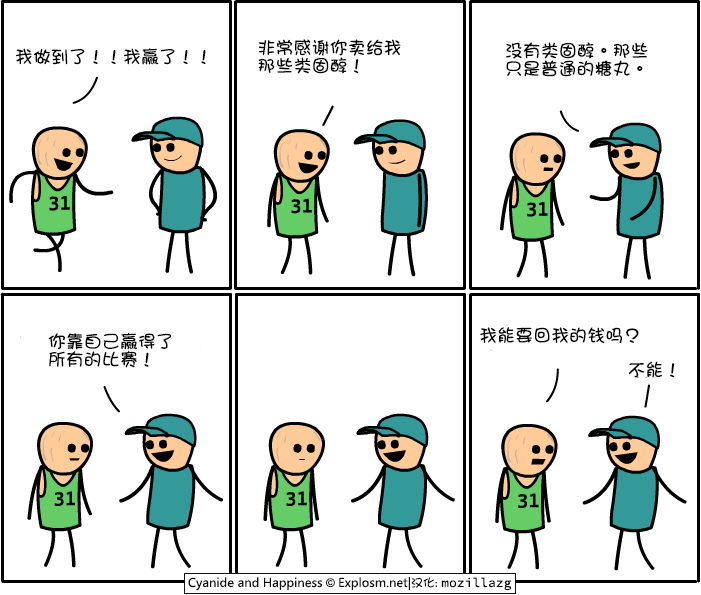 我做到了！！我赢了！！
31
非常感谢你卖给我
那些类固醇！
31
没有类固醇。那些
只是普通的糖丸。
31
你靠自己赢得了
所有的比赛！
31
31
我能要回我的钱吗？
不能！
31
Cyanide and Happiness © Explosm.net|汉化: mozillazg